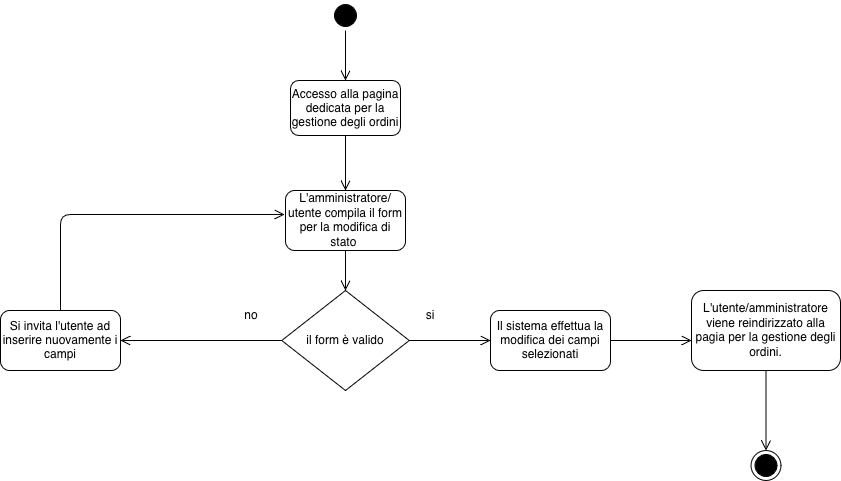 Accesso alla pagina
dedicata per la
gestione degli ordini
L'amministratore/
utente compila il form
per la modifica di
stato
no
si
Si invita l'utente ad
inserire nuovamente i
campi
il form è valido
Il sistema effettua la
modifica dei campi
selezionati
L'utente/amministratore
viene reindirizzato alla
pagia per la gestione degli
ordini.